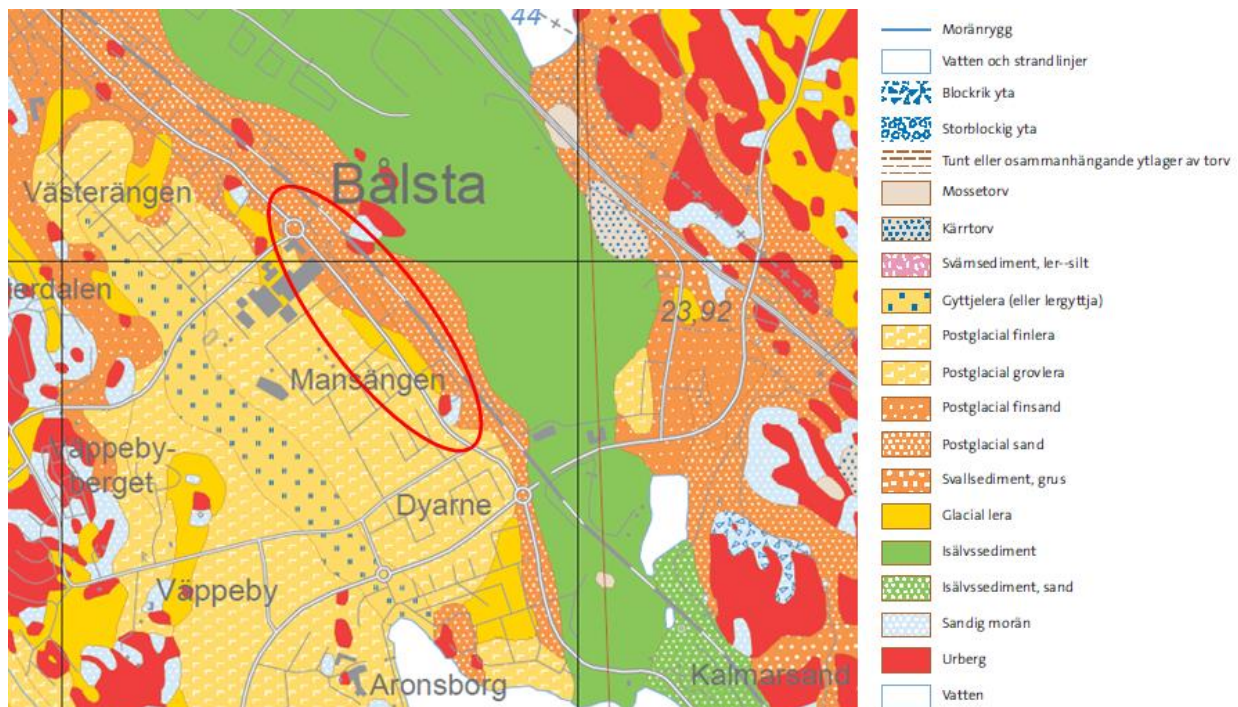 44
Bålsta
Västerängen
erdalen
23,92
Mansängen
Väppeby-
berget
Dyarne
Väppeby
Aronsborg
Kalmarsand
Moränrygg
Vatten och strandlinjer
Blockrik yta
Storblockig yta
Tunt eller osammanhängande ytlager av torv
Mossetorv
Kärrtorv
Svämsediment, ler--silt
Gyttjelera (eller lergyttja)
Postglacial finlera
Postglacial grovlera
Postglacial finsand
Postglacial sand
Svallsediment, grus
Glacial lera
Isälvssediment
Isälvssediment, sand
Sandig morän
Urberg
Vatten